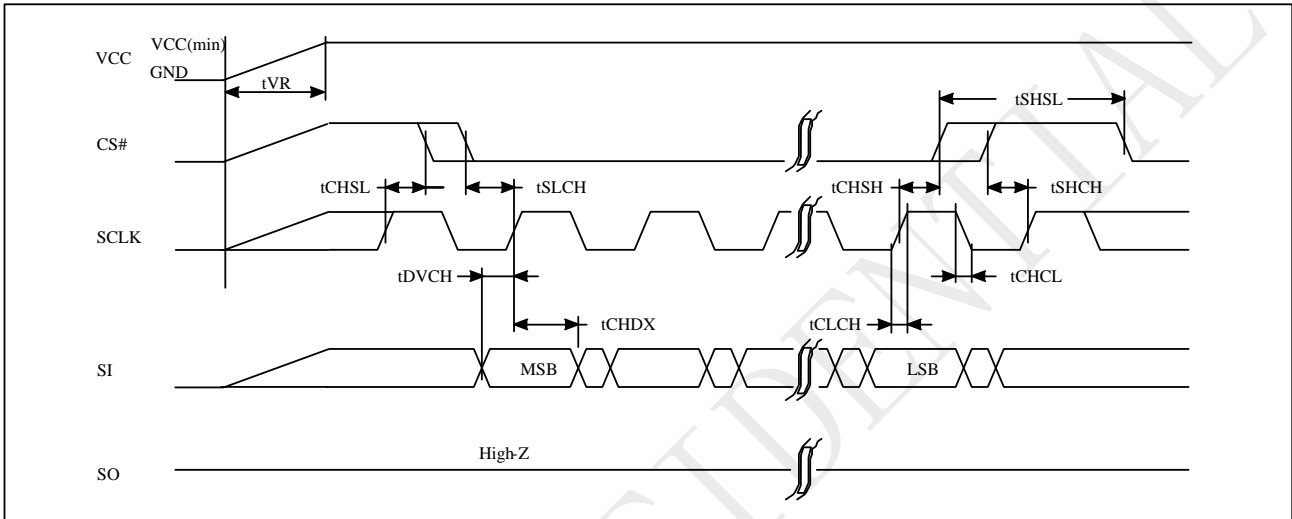 VCC
VCC(min)
GND
tVR
tSHSL
CS#
tCHSL
tSLCH
tCHSH
tSHCH
SCLK
tDVCH
tCHCL
tCHDX
tCLCH
SI
MSB
LSB
High-Z
SO